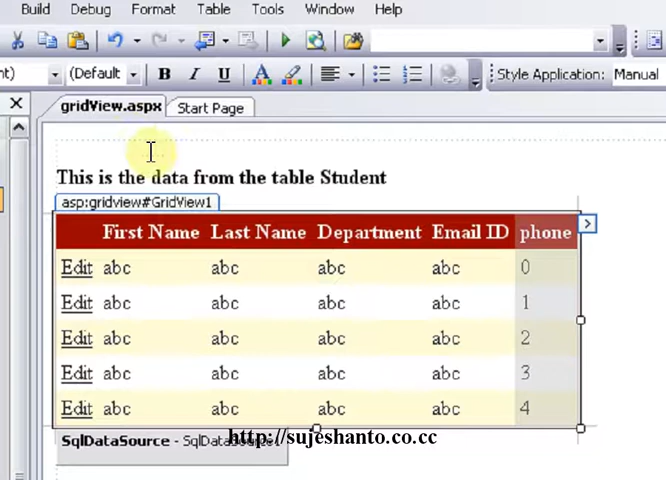 Build Debug Format Table Tools Window Help
(Default B I U Style Application: Manual
gridView.aspx Start Page
This is the data from the table Student
asp:gridview#GridView1
First Name Last Name Department Email ID phone
Edit abc abc abc abc 0
Edit abc abc abc abc 1
Edit abc abc abc abc 2
Edit abc abc abc abc 3
Edit abc abc abc abc 4
SqlDataSource - SqlDataSource1
http://sujeshanto.co.cc